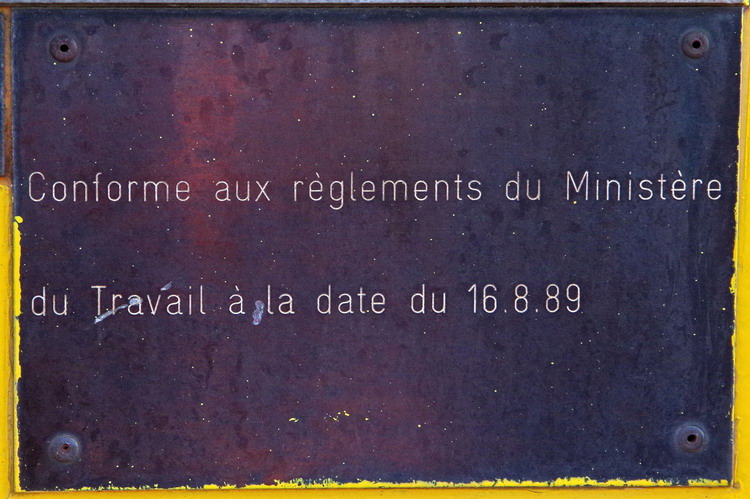 Conforme aux règlements du Ministère
du Travail à la date du 16.8.89